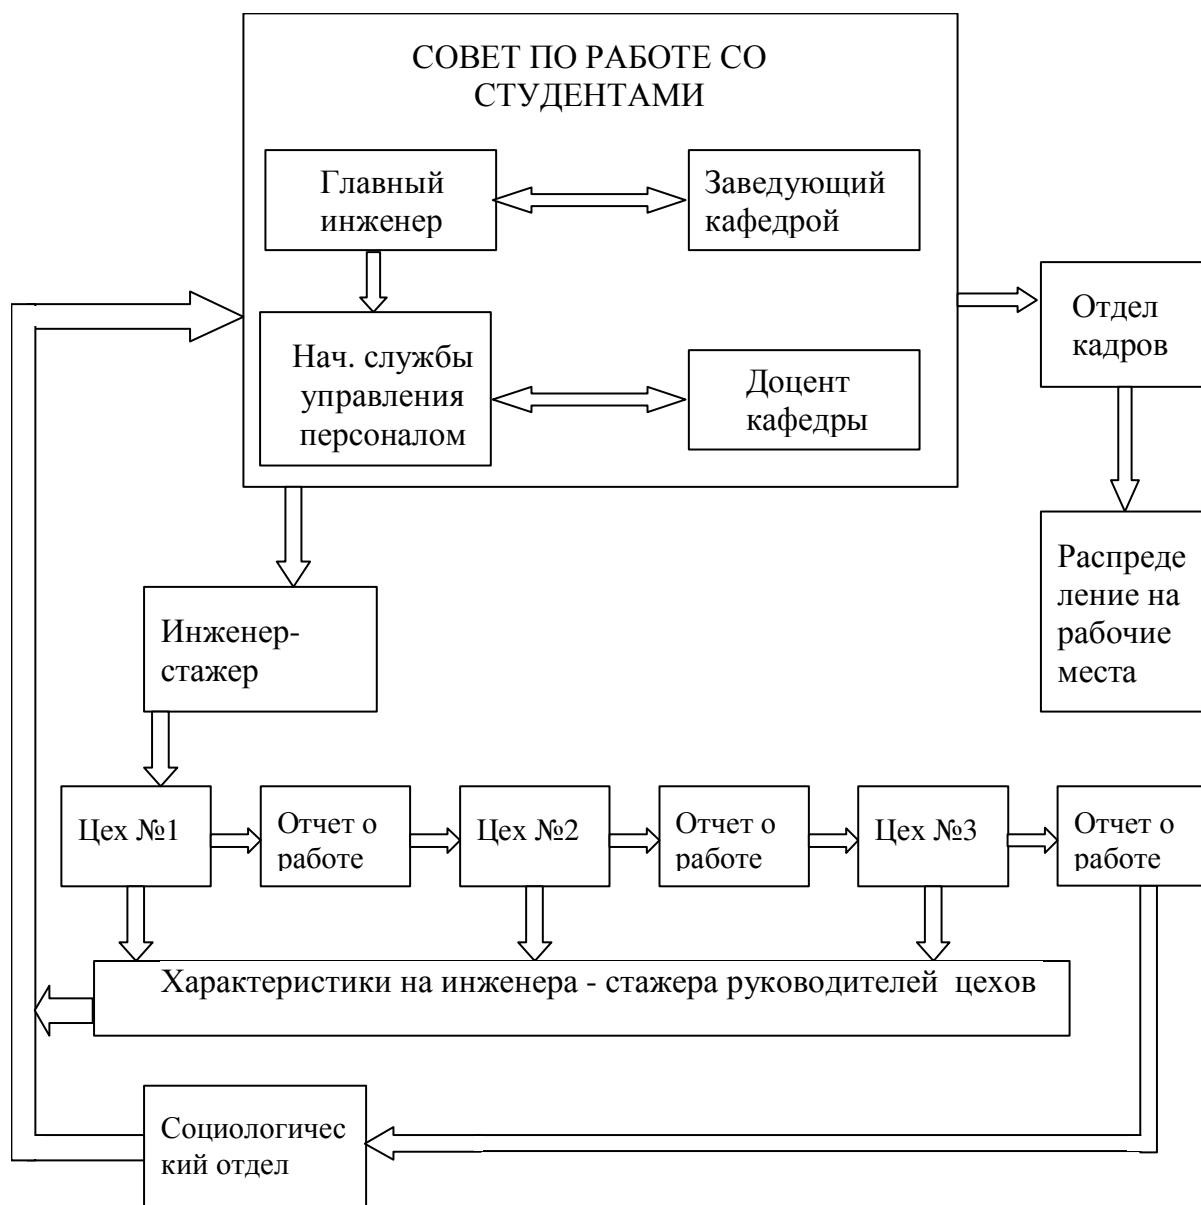 СОВЕТ ПО РАБОТЕ СО
СТУДЕНТАМИ
Главный
инженер
Заведующий
кафедрой
Нач. службы
управления
персоналом
Доцент
кафедры
Отдел
кадров
Распреде
ление на
рабочие
места
Инженер-
стажер
Цех №1
Отчет о
работе
Цех №2
Отчет о
работе
Цех №3
Отчет о
работе
Характеристики на инженера - стажера руководителей цехов
Социологичес
кий отдел